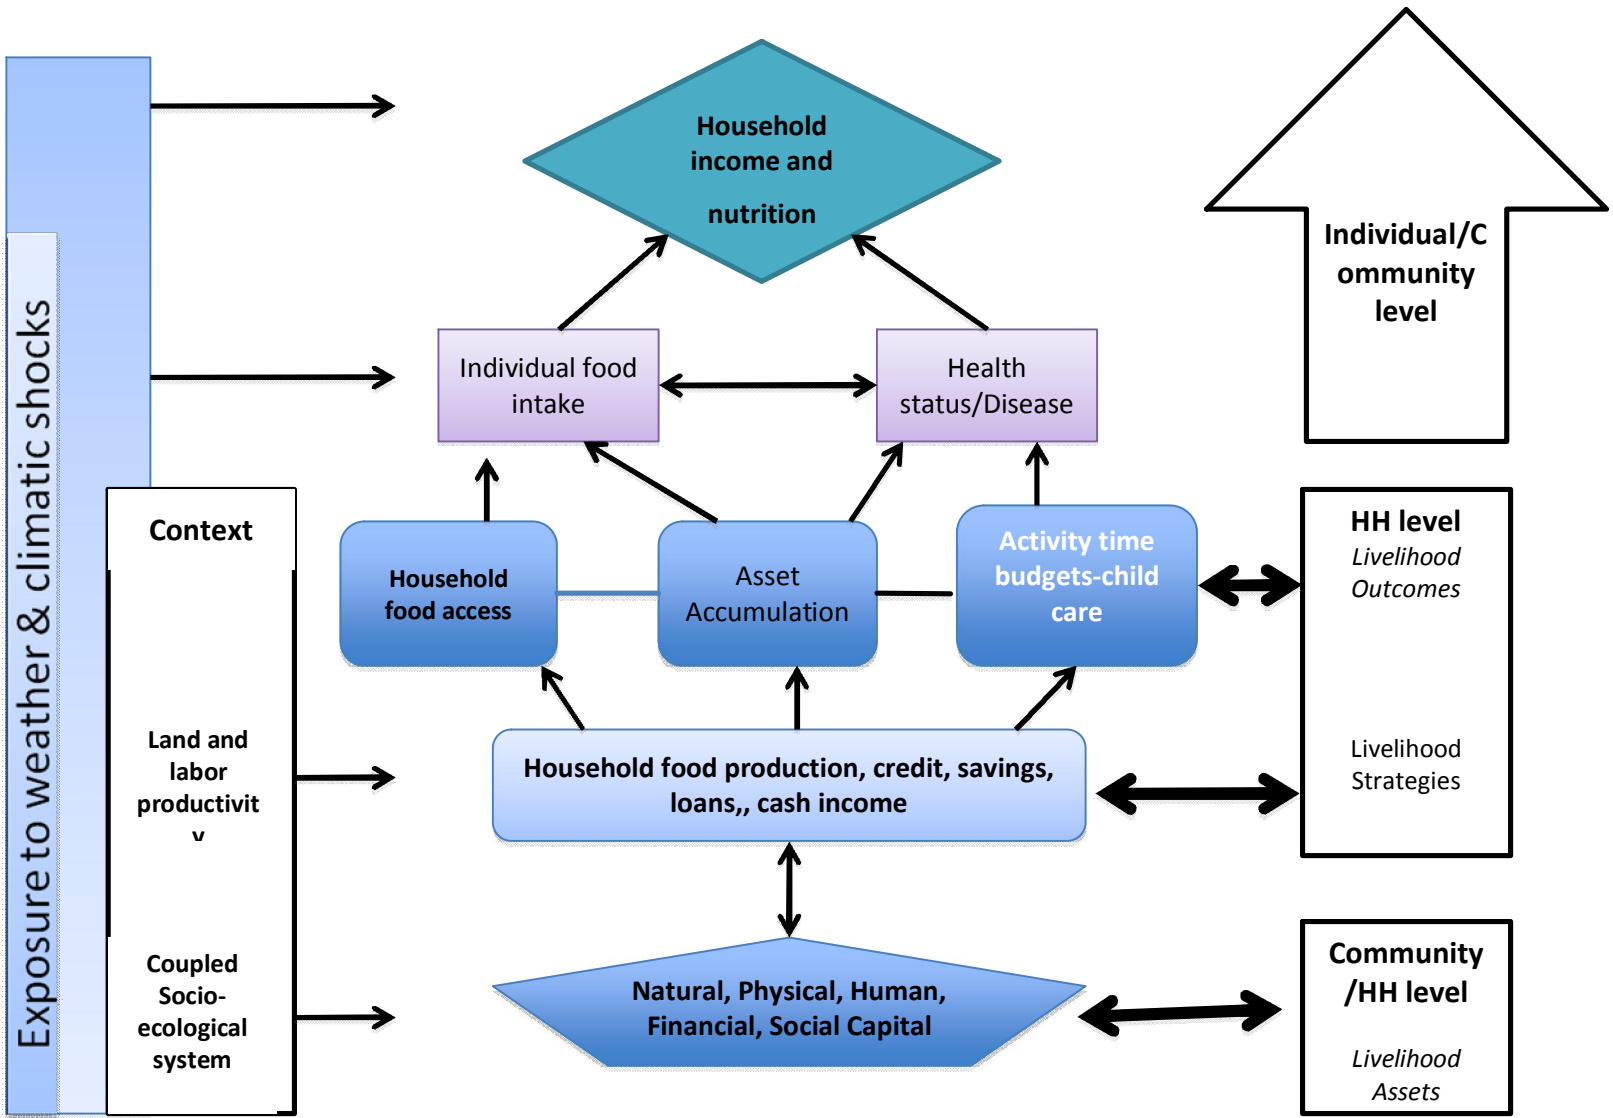 Exposure to weather & climatic shocks
Household
income and
nutrition
Individual/C
ommunity
level
Individual food
intake
Health
status/Disease
Context
Land and
labor
productivit
y
Coupled
Socio-
ecological
system
Household
food access
Asset
Accumulation
Activity time
budgets-child
care
HH level
Livelihood
Outcomes
Livelihood
Strategies
Household food production, credit, savings,
loans,, cash income
Natural, Physical, Human,
Financial, Social Capital
Community
/HH level
Livelihood
Assets